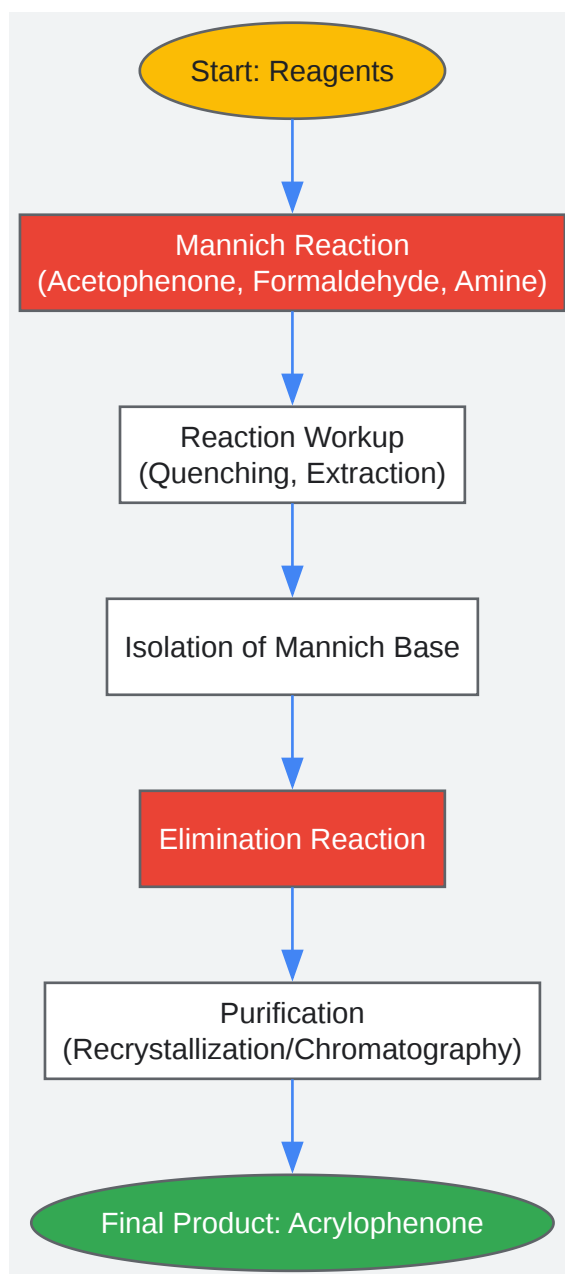 Start: Reagents
Mannich Reaction
(Acetophenone, Formaldehyde, Amine)
Reaction Workup
(Quenching, Extraction)
Isolation of Mannich Base
Elimination Reaction
Purification
(Recrystallization/Chromatography)
Final Product: Acrylophenone